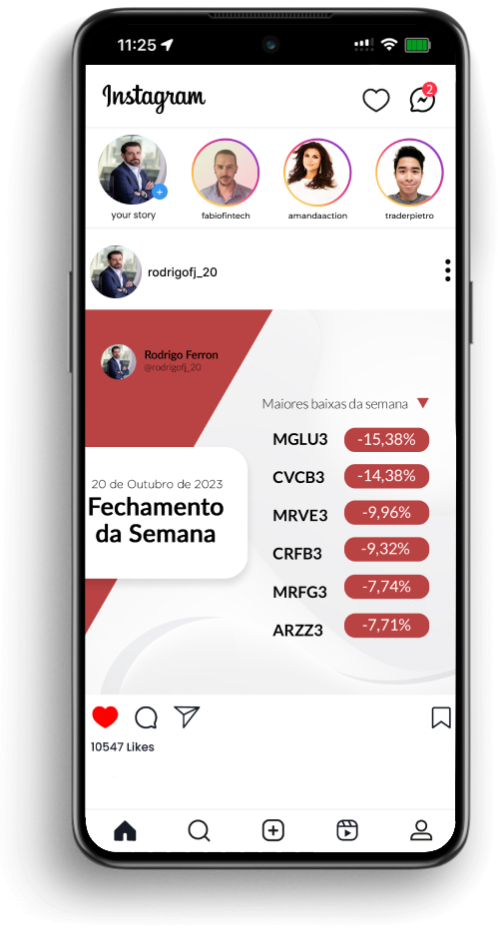 11:25
Instagram
2
your story
fabiofintech
amandaaction
traderpietro
rodrigofj_20
Rodrigo Ferron
@rodrigofj_20
Maiores baixas da semana
MGLU3 -15,38%
CVCB3 -14,38%
MRVE3 -9,96%
CRFB3 -9,32%
MRFG3 -7,74%
ARZZ3 -7,71%
20 de Outubro de 2023
Fechamento
da Semana
10547 Likes